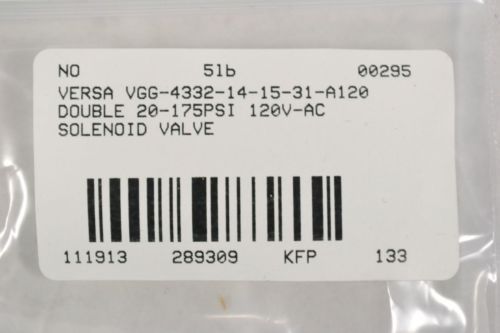 NO 5lb 00295
VERSA VGG-4332-14-15-31-A120
DOUBLE 20-175PSI 120V-AC
SOLENOID VALVE
111913 289309 KFP 133